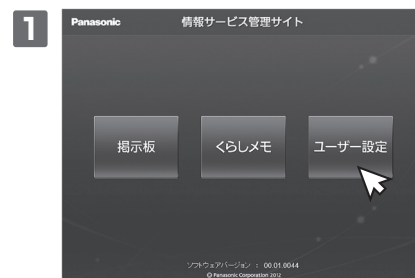 1
Panasonic 情報サービス管理サイト
掲示板 くらしメモ ユーザー設定
ソフトウェアバージョン : 00.01.0044
© Panasonic Corporation 2012